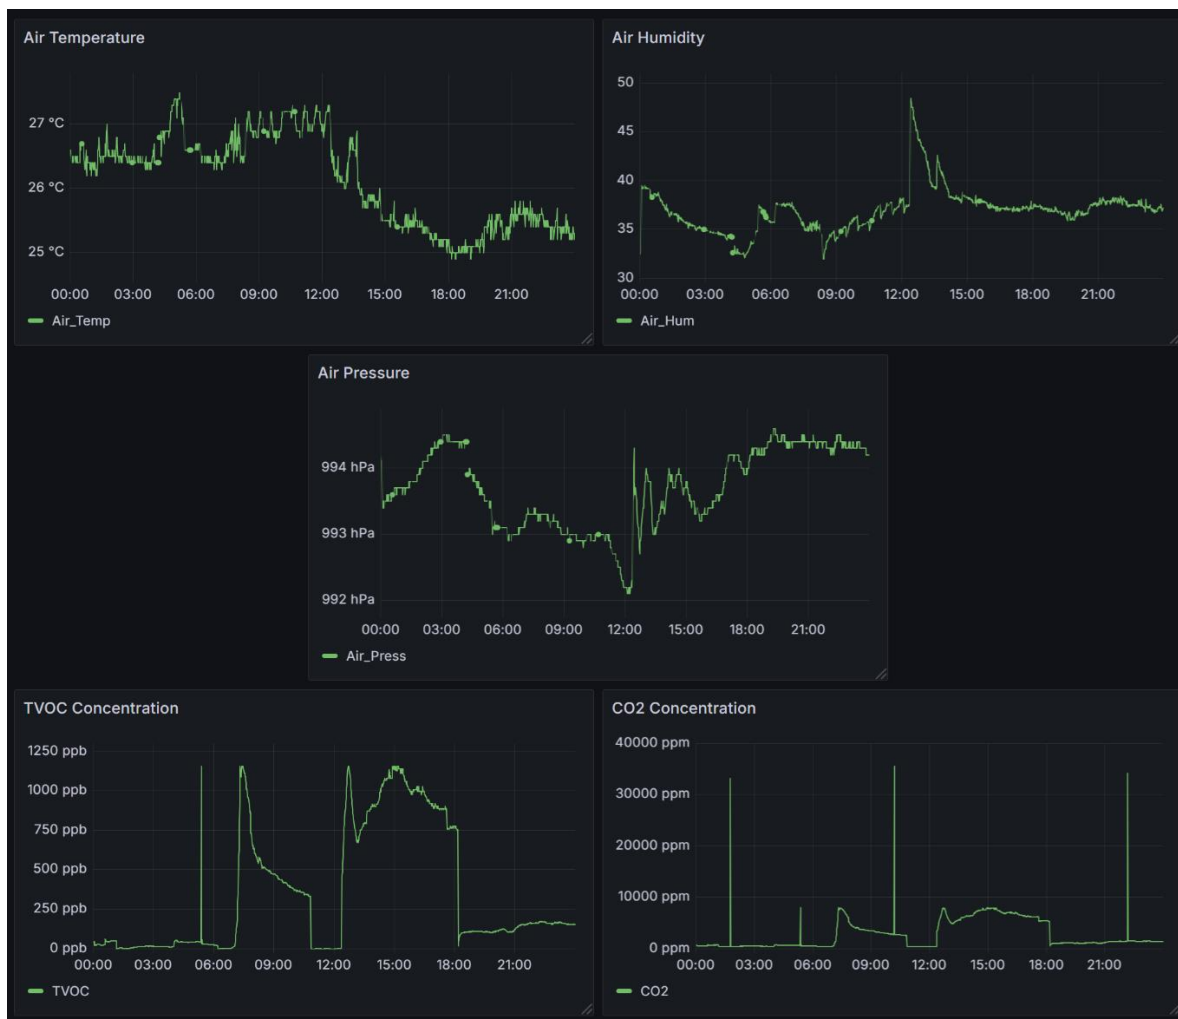 Air Temperature
27 °C
26 °C
25 °C
00:00 03:00 06:00 09:00 12:00 15:00 18:00 21:00
Air_Temp
Air Humidity
50
45
40
35
30
00:00 03:00 06:00 09:00 12:00 15:00 18:00 21:00
Air_Hum
Air Pressure
994 hPa
993 hPa
992 hPa
00:00 03:00 06:00 09:00 12:00 15:00 18:00 21:00
Air_Press
TVOC Concentration
1250 ppb
1000 ppb
750 ppb
500 ppb
250 ppb
0 ppb
00:00 03:00 06:00 09:00 12:00 15:00 18:00 21:00
TVOC
CO2 Concentration
40000 ppm
30000 ppm
20000 ppm
10000 ppm
0 ppm
00:00 03:00 06:00 09:00 12:00 15:00 18:00 21:00
CO2